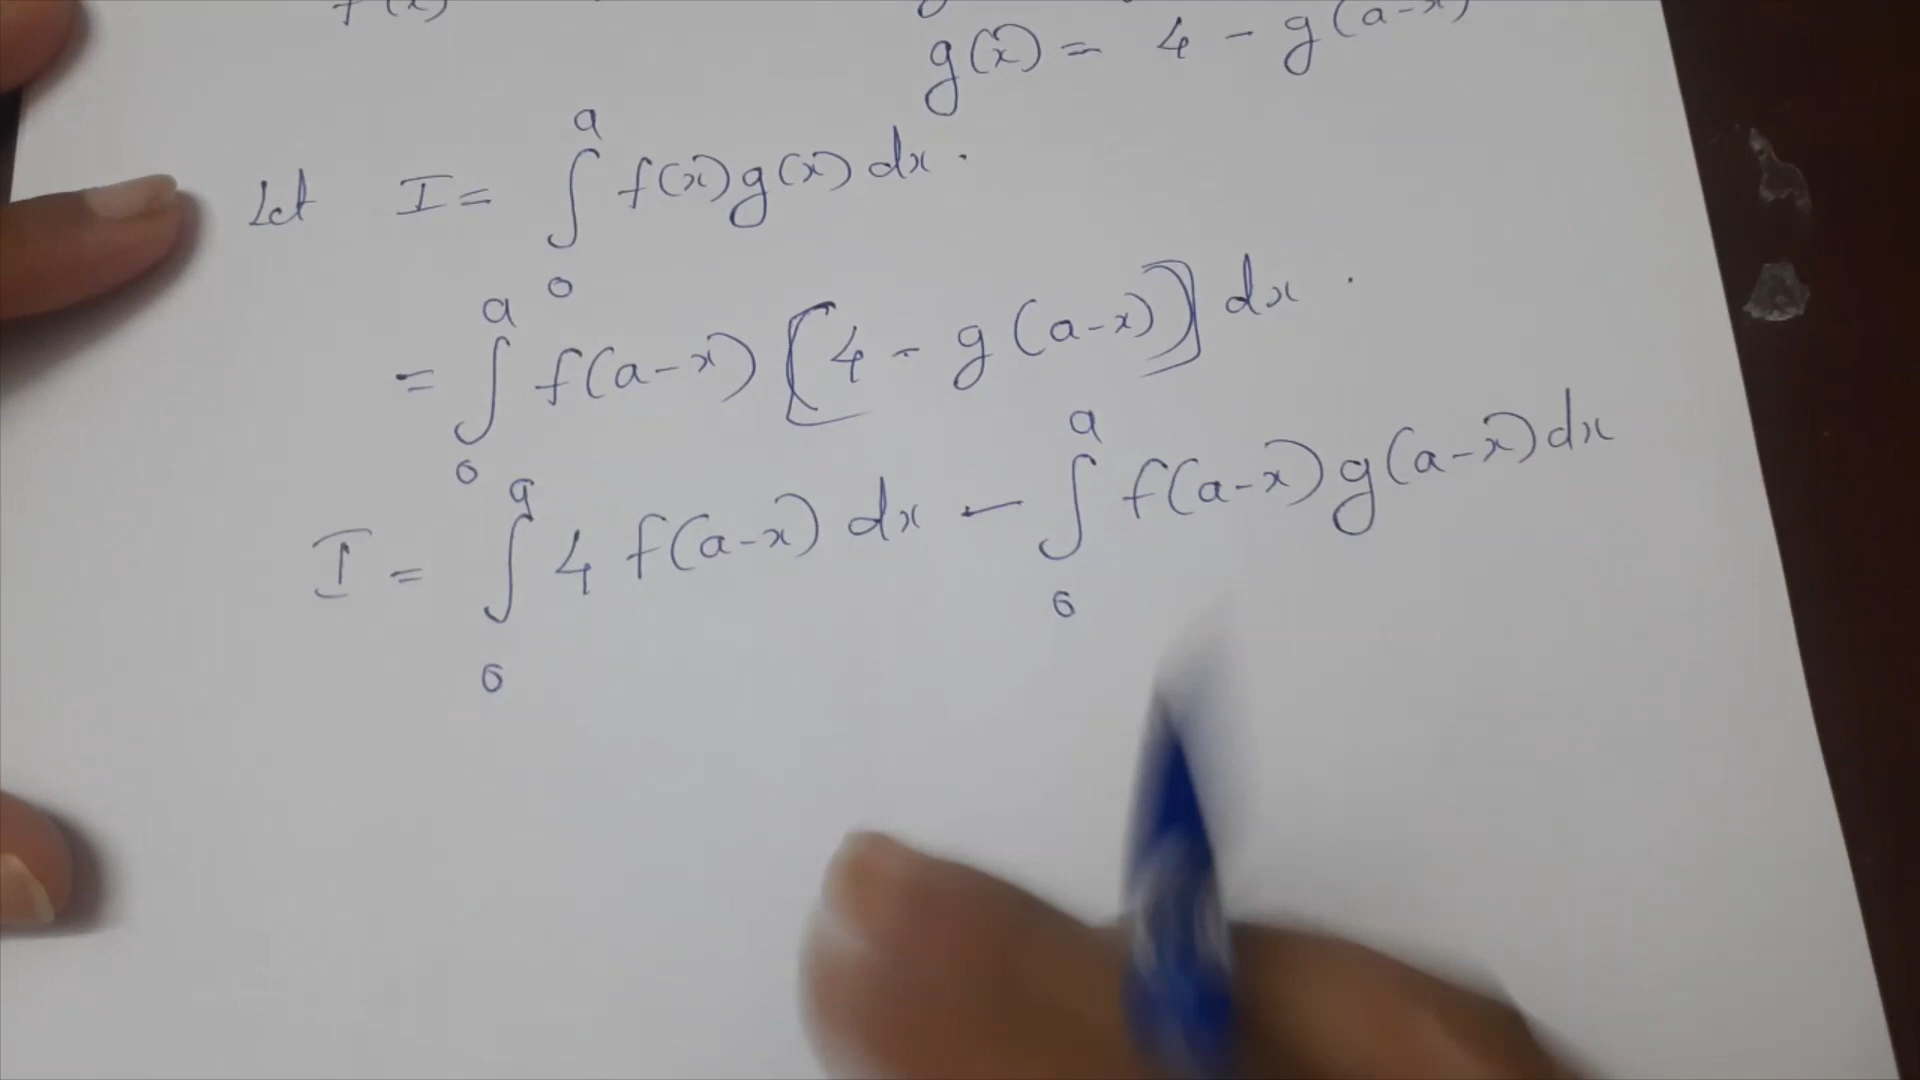 f(x)
g(x) = 4 - g(a-x)
Let I = ∫₀ᵃ f(x)g(x) dx.
= ∫₀ᵃ f(a-x) [4 - g(a-x)] dx.
I = ∫₀ᵃ 4 f(a-x) dx - ∫₀ᵃ f(a-x) g(a-x) dx